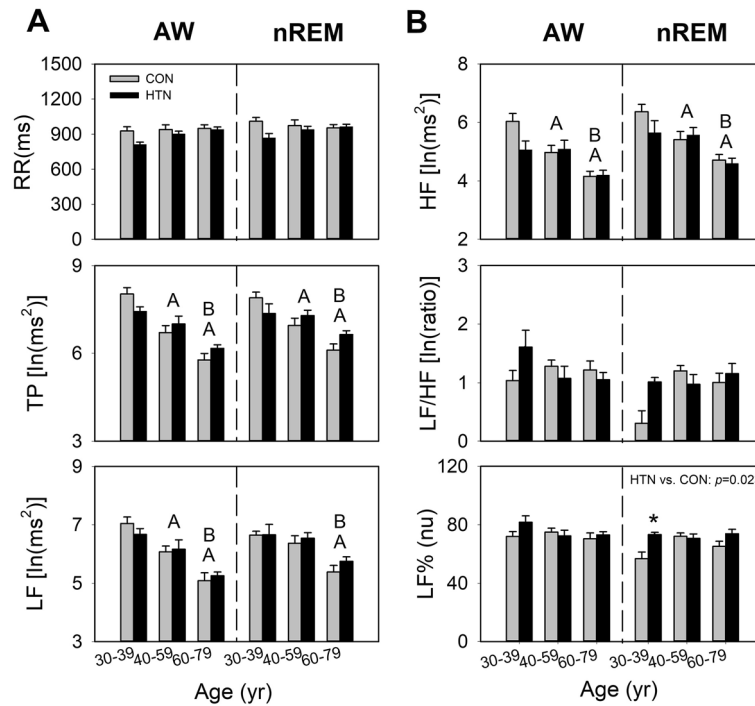 A
AW nREM
RR(ms)
1500
1200
900
600
300
0
CON
HTN
TP [ln(ms²)]
9
6
3
A
B
A
A
B
A
LF [ln(ms²)]
9
7
5
3
A
B
A
B
A
30-39 40-59 60-79 30-39 40-59 60-79
Age (yr)
B
AW nREM
HF [ln(ms²)]
8
6
4
2
A
B
A
A
B
A
LF/HF [ln(ratio)]
3
2
1
0
LF% (nu)
120
80
40
0
HTN vs. CON: p=0.02
*
30-39 40-59 60-79 30-39 40-59 60-79
Age (yr)